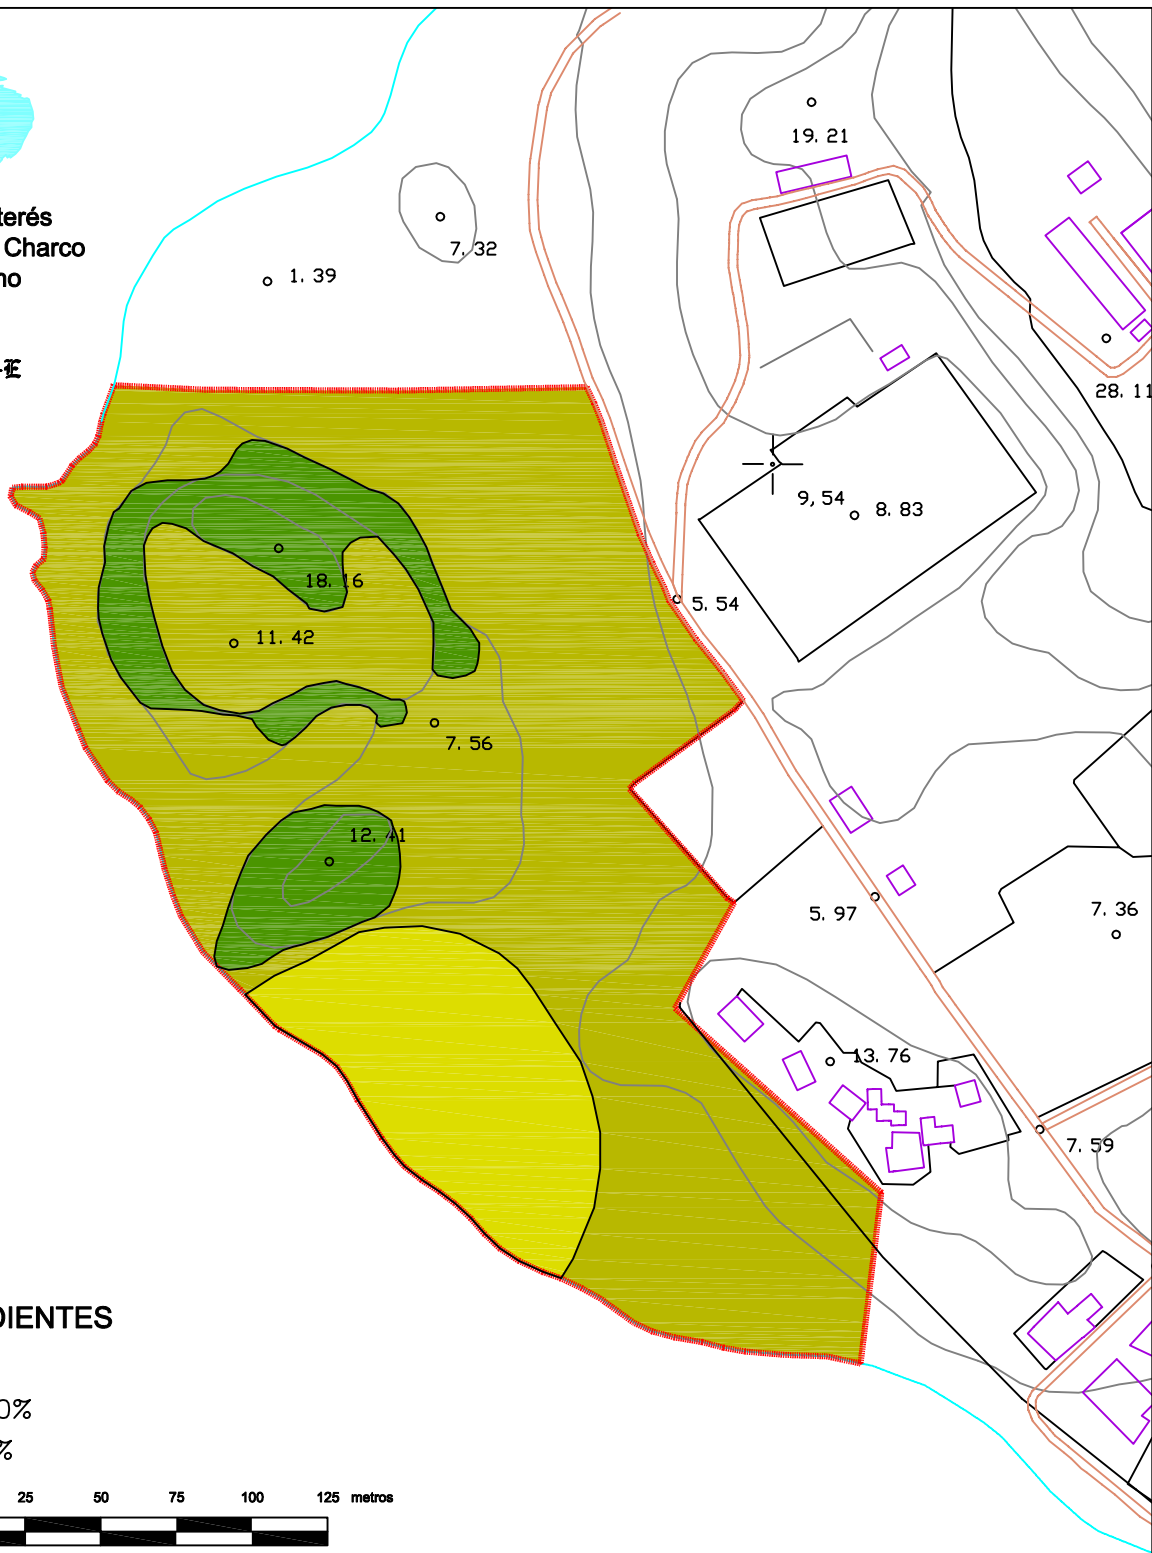 terés
Charco
no
-E
19. 21
7. 32
1. 39
28. 11
9, 54
8. 83
18. 16
5. 54
11. 42
7. 56
12. 41
5. 97
7. 36
13. 76
7. 59
DIENTES
0%
%
25 50 75 100 125 metros